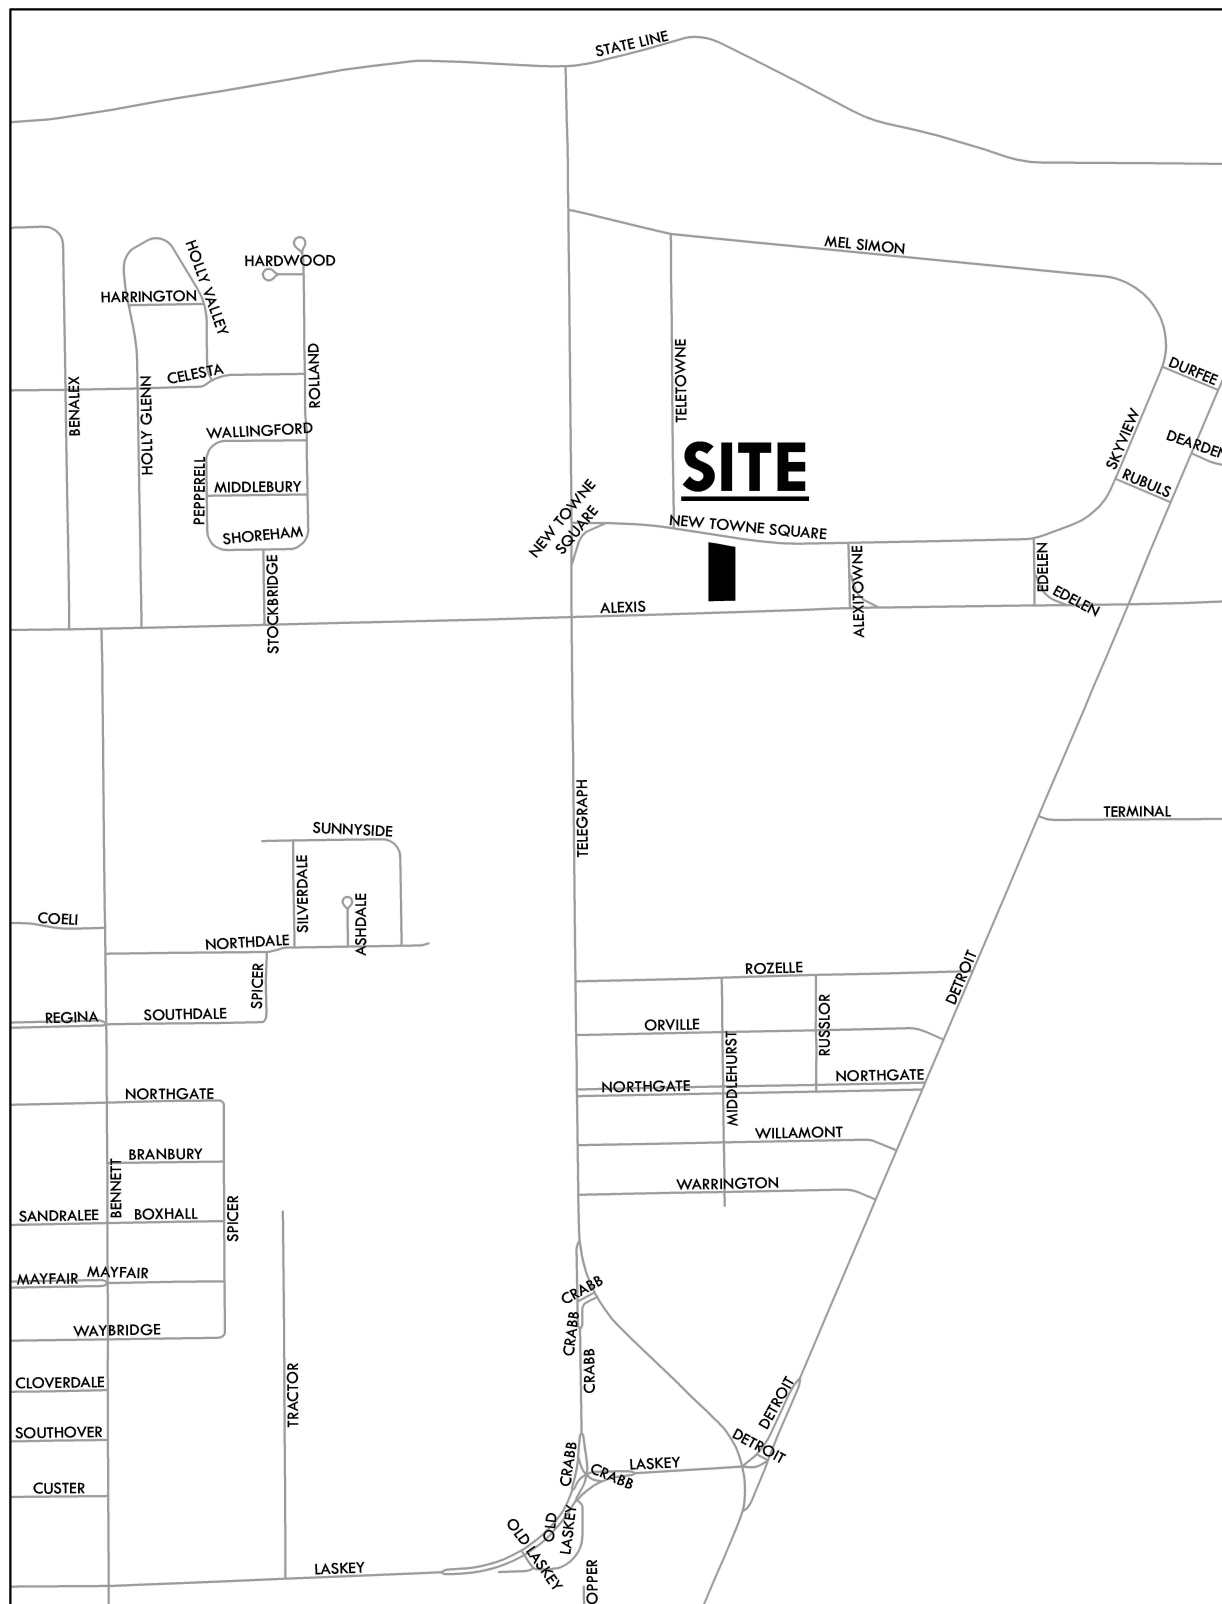 STATE LINE
MEL SIMON
HOLLY VALLEY
HARDWOOD
HARRINGTON
TELETOWNE
ROLLAND
CELESTA
DURFEE
BENALEX
HOLLY GLENN
SKYVIEW
WALLINGFORD
DEARDEN
SITE
PEPPERELL
MIDDLEBURY
RUBULS
NEW TOWNE
SQUARE
NEW TOWNE SQUARE
SHOREHAM
STOCKBRIDGE
ALEXITOWNE
EDELEN
EDELEN
ALEXIS
TELEGRAPH
TERMINAL
SUNNYSIDE
SILVERDALE
ASHDALE
COELI
NORTHDALE
SPICER
ROZELLE
DETROIT
REGINA
SOUTHDALE
ORVILLE
RUSSLOR
MIDDLEHURST
NORTHGATE
NORTHGATE
NORTHGATE
WILLAMONT
BRANBURY
BENNETT
WARRINGTON
SANDRALEE
BOXHALL
SPICER
MAYFAIR
MAYFAIR
CRABB
CRABB
WAYBRIDGE
CRABB
CLOVERDALE
TRACTOR
DETROIT
SOUTHOVER
DETROIT
CRABB
LASKEY
CRABB
CUSTER
OLD
LASKEY
OLD LASKEY
LASKEY
OPPER